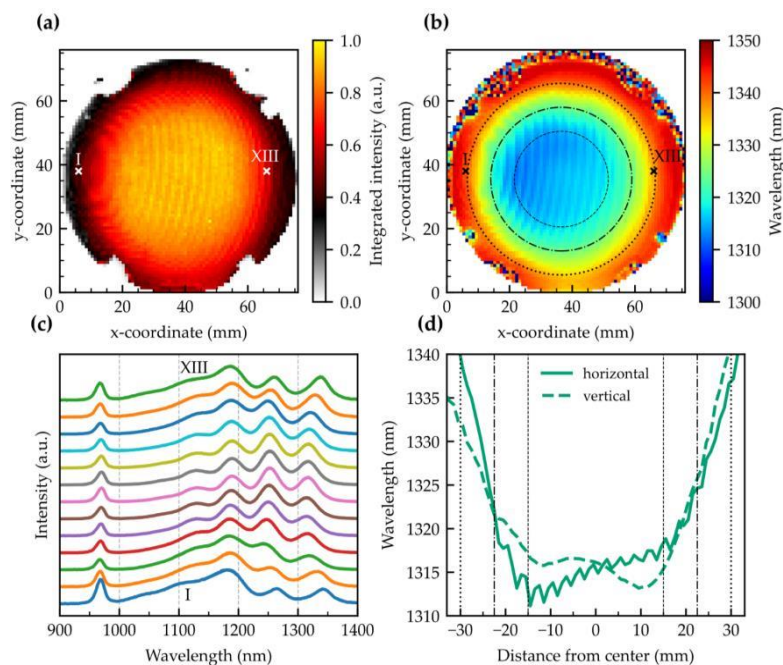 (a)
(b)
I
XIII
y-coordinate (mm)
60
40
20
0
0
20
40
60
x-coordinate (mm)
1.0
0.8
0.6
0.4
0.2
0.0
Integrated intensity (a.u.)
I
XIII
y-coordinate (mm)
60
40
20
0
0
20
40
60
x-coordinate (mm)
1350
1340
1330
1320
1310
1300
Wavelength (nm)
(c)
(d)
XIII
I
Intensity (a.u.)
900
1000
1100
1200
1300
1400
Wavelength (nm)
horizontal
vertical
1340
1335
1330
1325
1320
1315
1310
Wavelength (nm)
−30
−20
−10
0
10
20
30
Distance from center (mm)